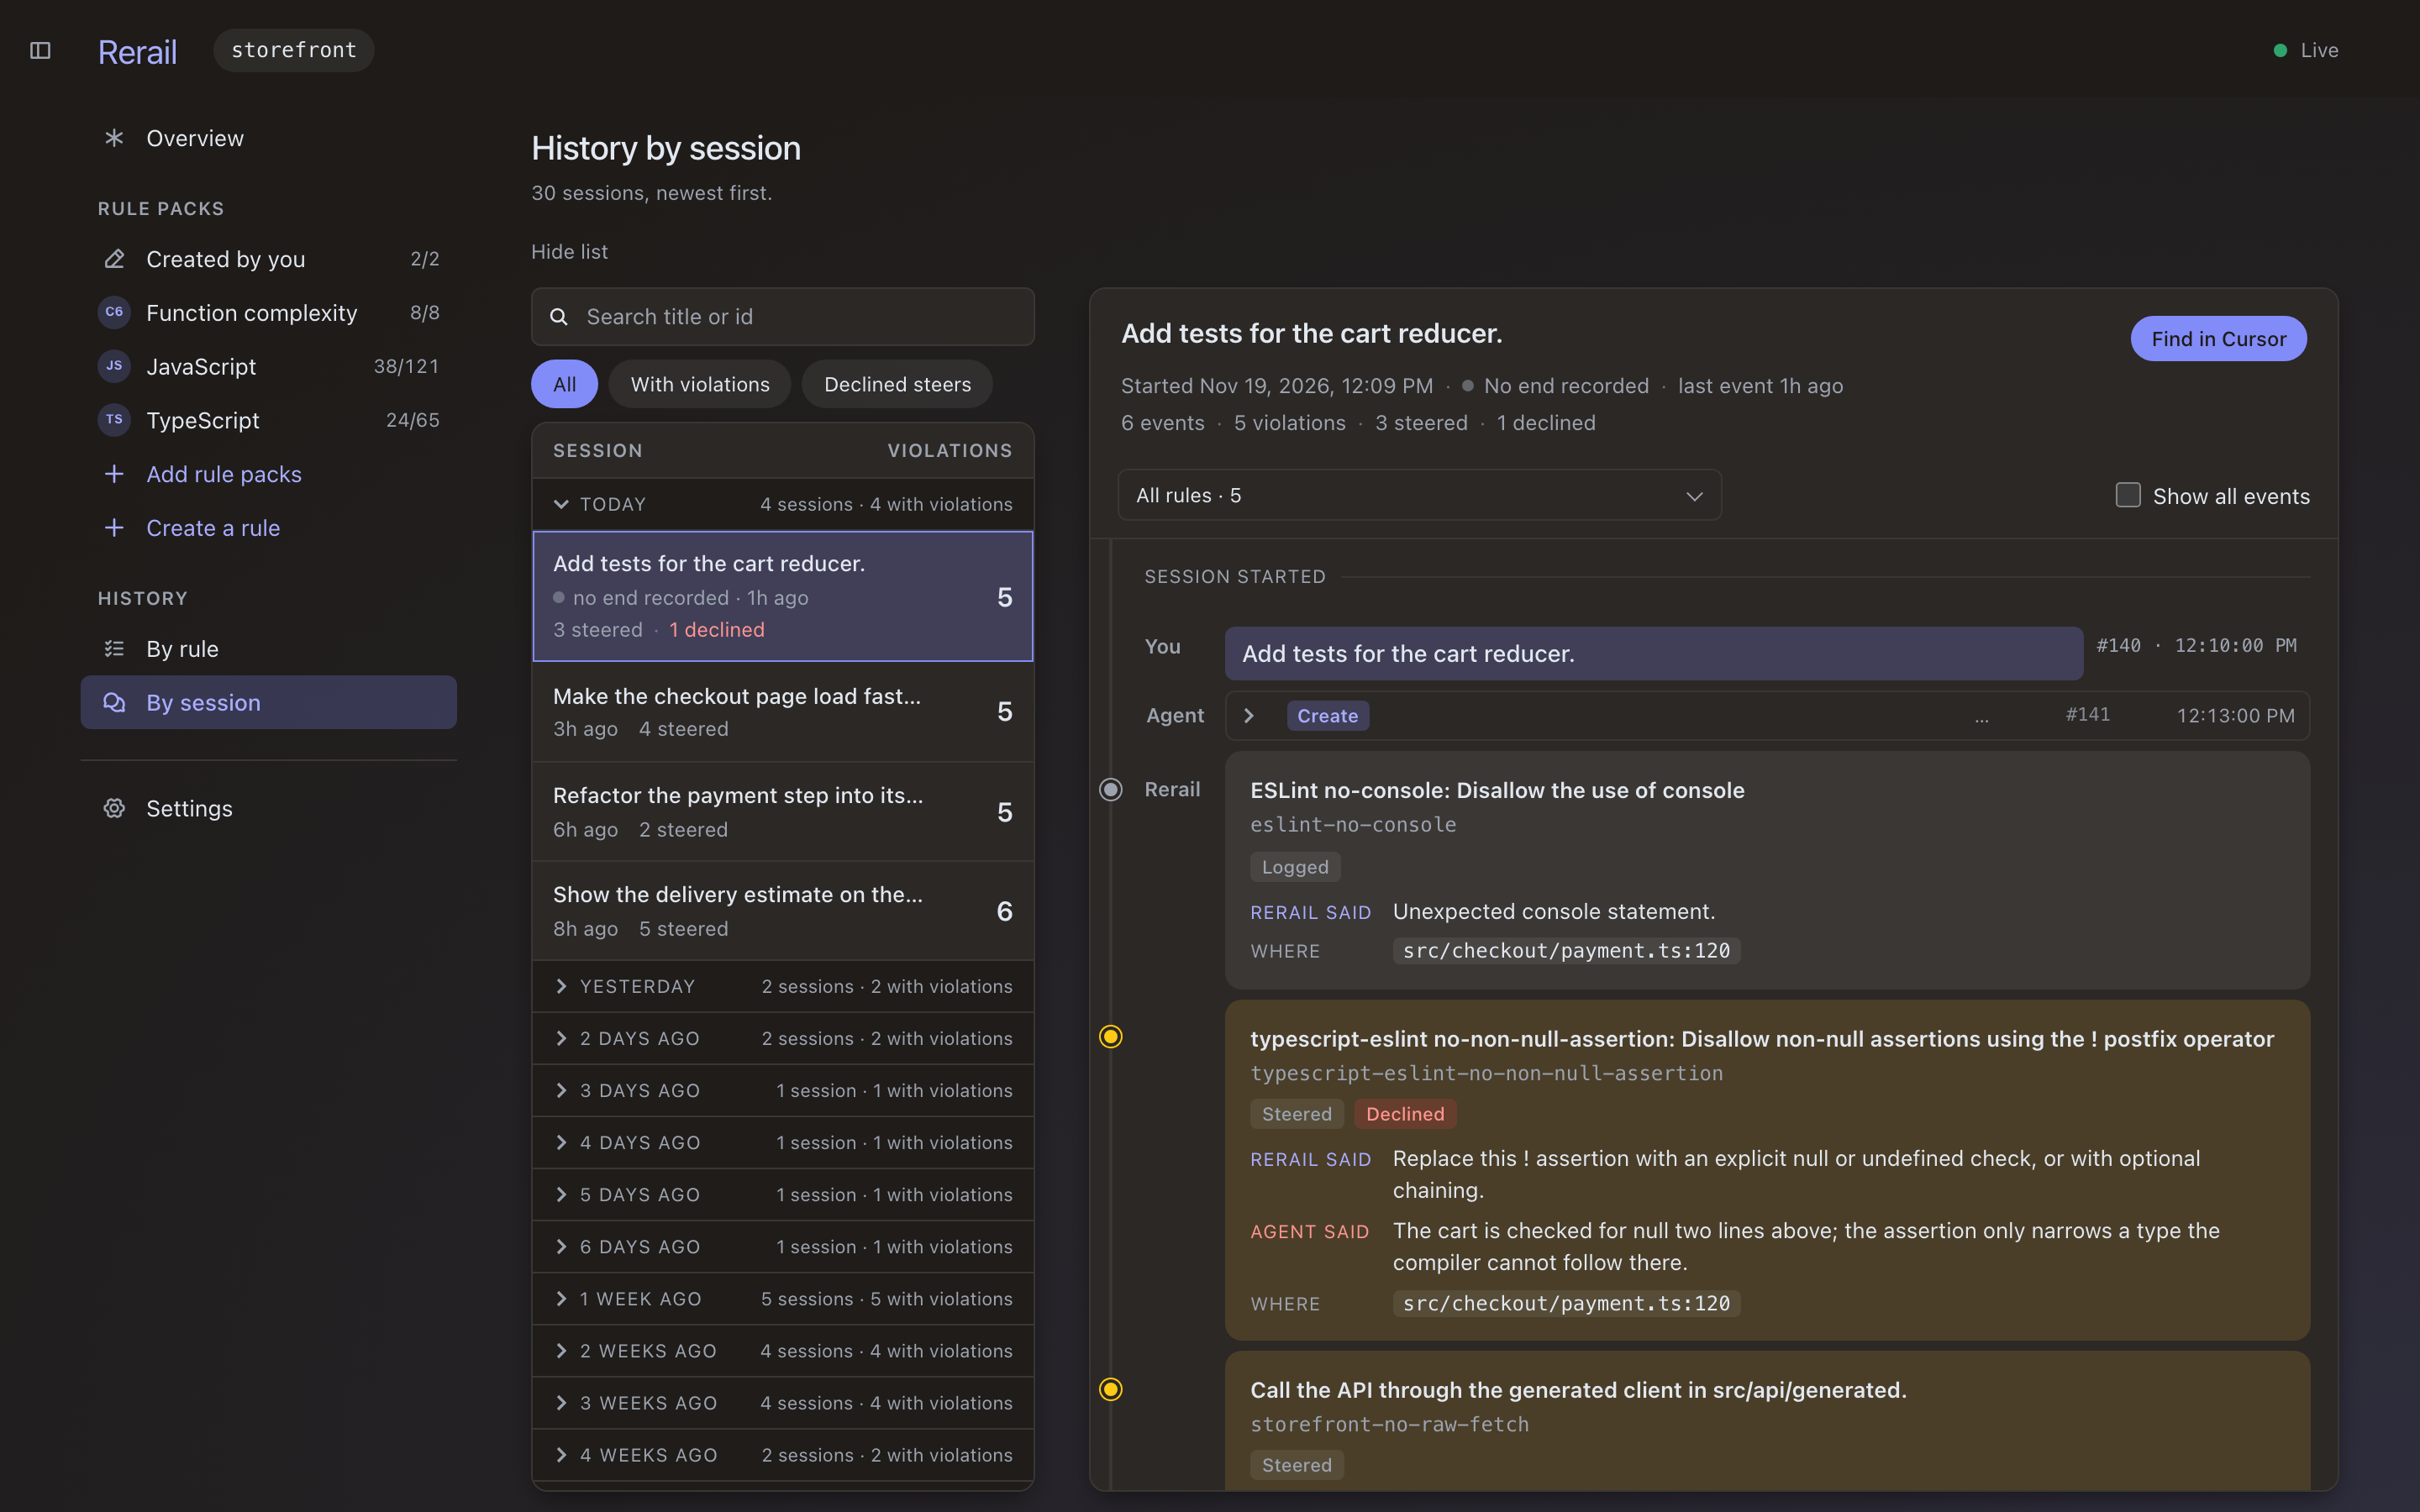 Rerail
storefront
Live
Overview
RULE PACKS
Created by you 2/2
C6 Function complexity 8/8
JS JavaScript 38/121
TS TypeScript 24/65
Add rule packs
Create a rule
HISTORY
By rule
By session
Settings
History by session
30 sessions, newest first.
Hide list
Search title or id
All With violations Declined steers
SESSION VIOLATIONS
TODAY 4 sessions · 4 with violations
Add tests for the cart reducer.
no end recorded · 1h ago
5
3 steered · 1 declined
Make the checkout page load fast...
5
3h ago 4 steered
Refactor the payment step into its...
5
6h ago 2 steered
Show the delivery estimate on the...
6
8h ago 5 steered
YESTERDAY 2 sessions · 2 with violations
2 DAYS AGO 2 sessions · 2 with violations
3 DAYS AGO 1 session · 1 with violations
4 DAYS AGO 1 session · 1 with violations
5 DAYS AGO 1 session · 1 with violations
6 DAYS AGO 1 session · 1 with violations
1 WEEK AGO 5 sessions · 5 with violations
2 WEEKS AGO 4 sessions · 4 with violations
3 WEEKS AGO 4 sessions · 4 with violations
4 WEEKS AGO 2 sessions · 2 with violations
Add tests for the cart reducer.
Find in Cursor
Started Nov 19, 2026, 12:09 PM · No end recorded · last event 1h ago
6 events · 5 violations · 3 steered · 1 declined
All rules · 5
Show all events
SESSION STARTED
You Add tests for the cart reducer. #140 · 12:10:00 PM
Agent Create ... #141 12:13:00 PM
Rerail ESLint no-console: Disallow the use of console
eslint-no-console
Logged
RERAIL SAID Unexpected console statement.
WHERE src/checkout/payment.ts:120
typescript-eslint no-non-null-assertion: Disallow non-null assertions using the ! postfix operator
typescript-eslint-no-non-null-assertion
Steered Declined
RERAIL SAID Replace this ! assertion with an explicit null or undefined check, or with optional
chaining.
AGENT SAID The cart is checked for null two lines above; the assertion only narrows a type the
compiler cannot follow there.
WHERE src/checkout/payment.ts:120
Call the API through the generated client in src/api/generated.
storefront-no-raw-fetch
Steered